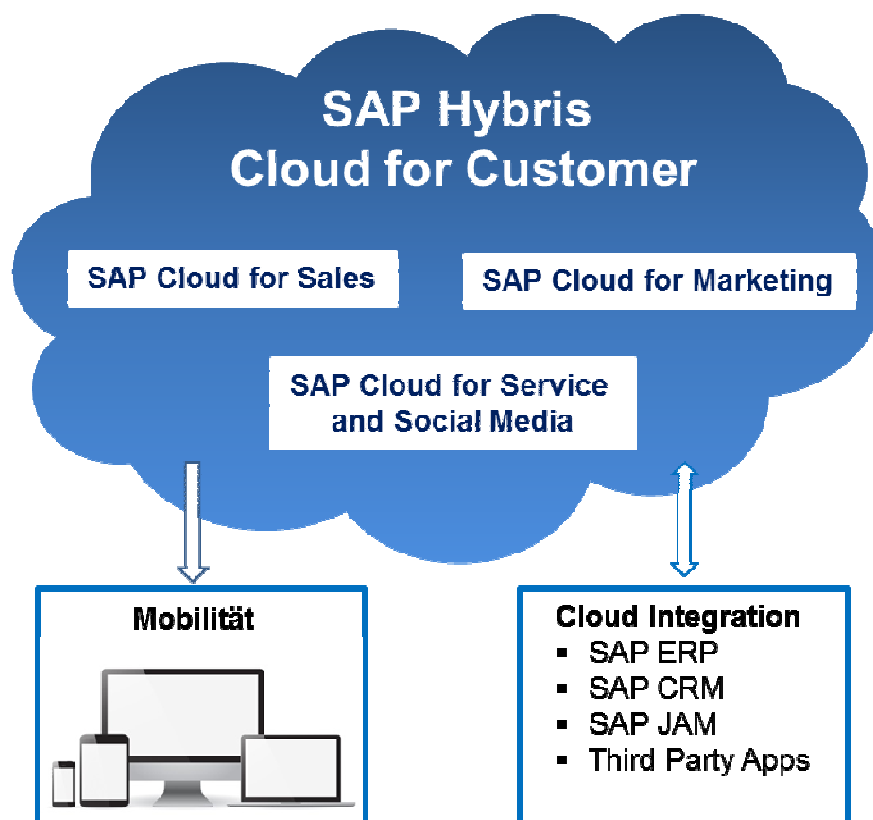 SAP Hybris
Cloud for Customer
SAP Cloud for Sales
SAP Cloud for Marketing
SAP Cloud for Service
and Social Media
Mobilität
Cloud Integration
▪ SAP ERP
▪ SAP CRM
▪ SAP JAM
▪ Third Party Apps